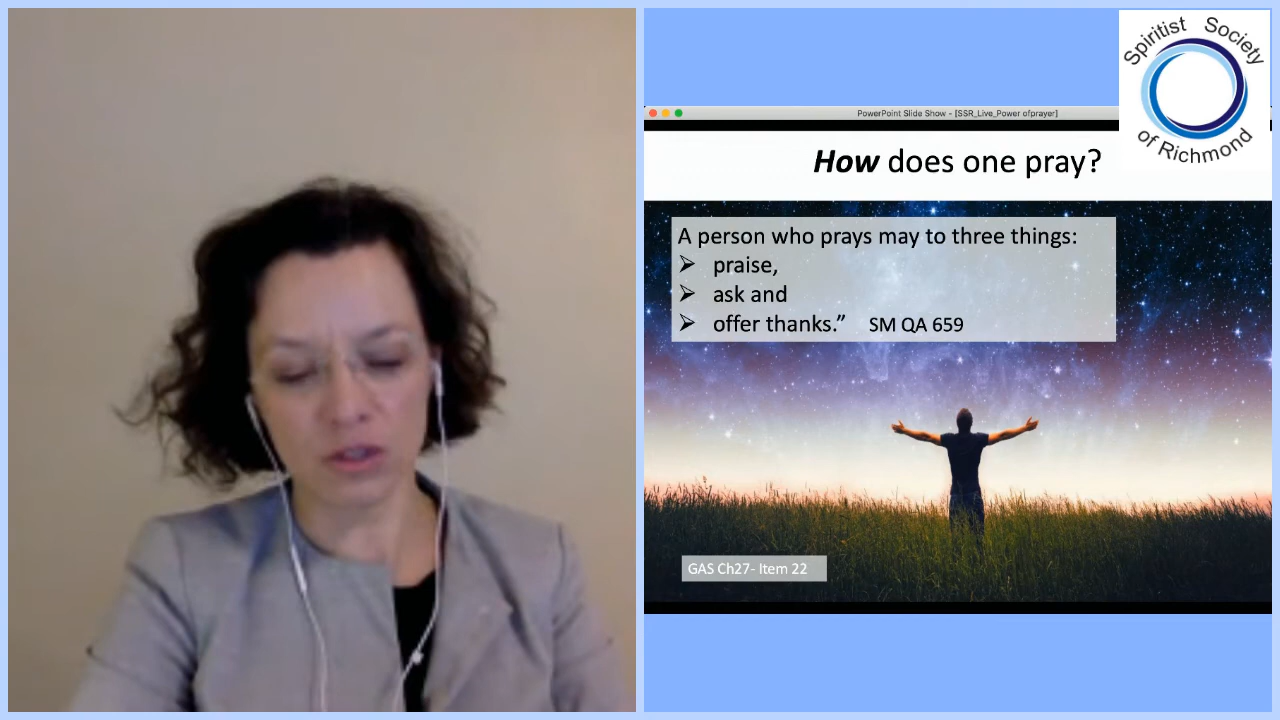 Spiritist Society
of Richmond
PowerPoint Slide Show - [SSR_Live_Power ofprayer]
How does one pray?
A person who prays may to three things:
➢ praise,
➢ ask and
➢ offer thanks.” SM QA 659
GAS Ch27- Item 22